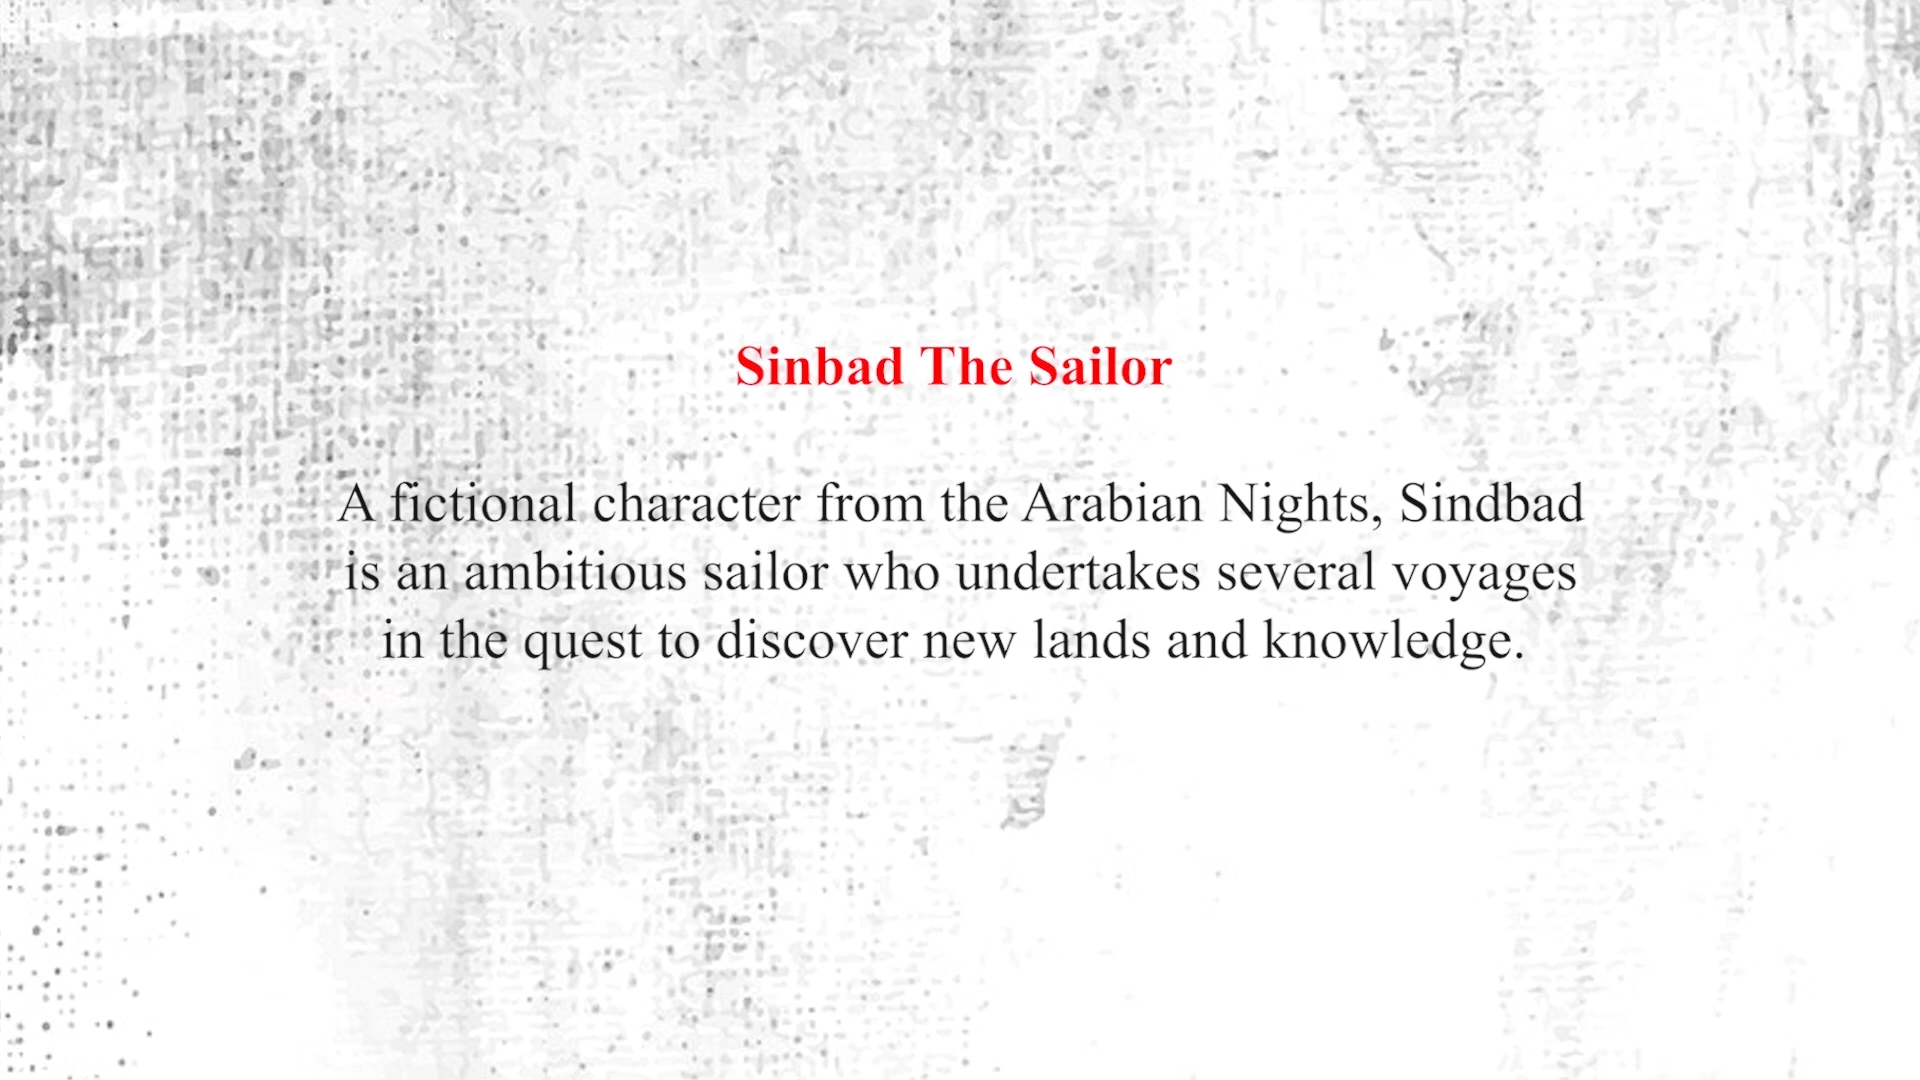 Sinbad The Sailor
A fictional character from the Arabian Nights, Sindbad
is an ambitious sailor who undertakes several voyages
in the quest to discover new lands and knowledge.